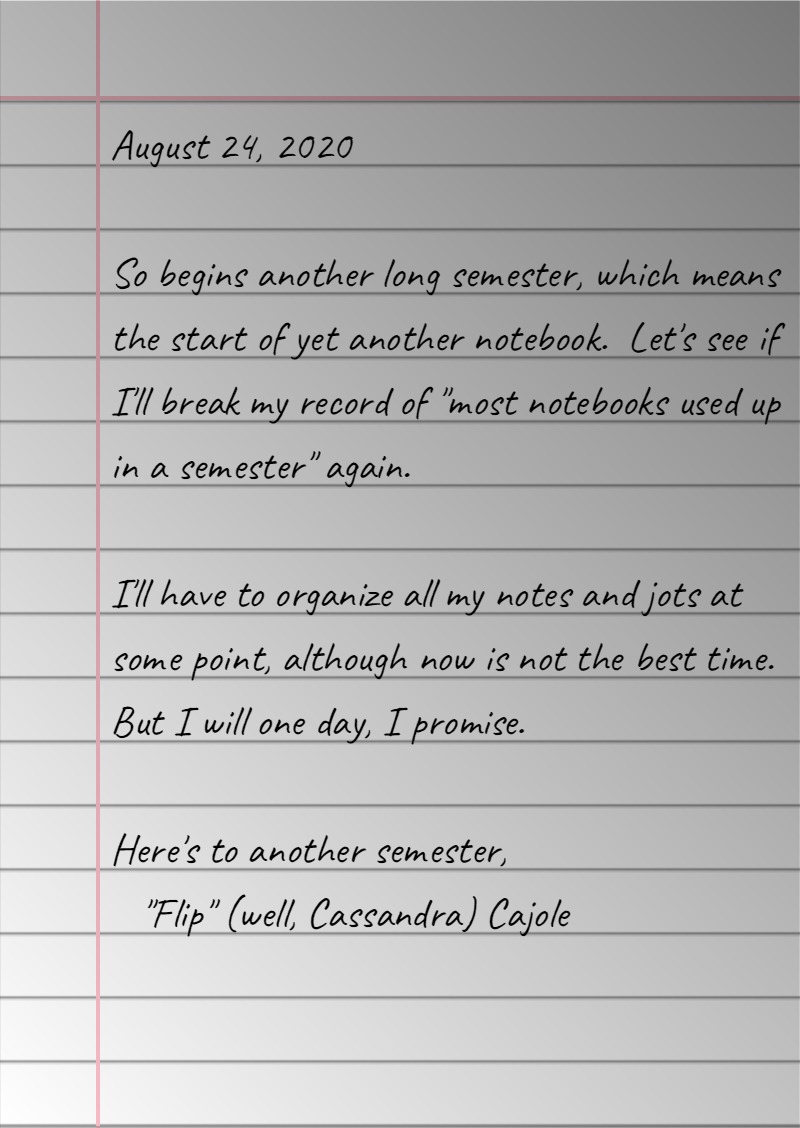 August 24, 2020
So begins another long semester, which means
the start of yet another notebook.  Let's see if
I'll break my record of "most notebooks used up
in a semester" again.
I'll have to organize all my notes and jots at
some point, although now is not the best time.
But I will one day, I promise.
Here's to another semester,
"Flip" (well, Cassandra) Cajole